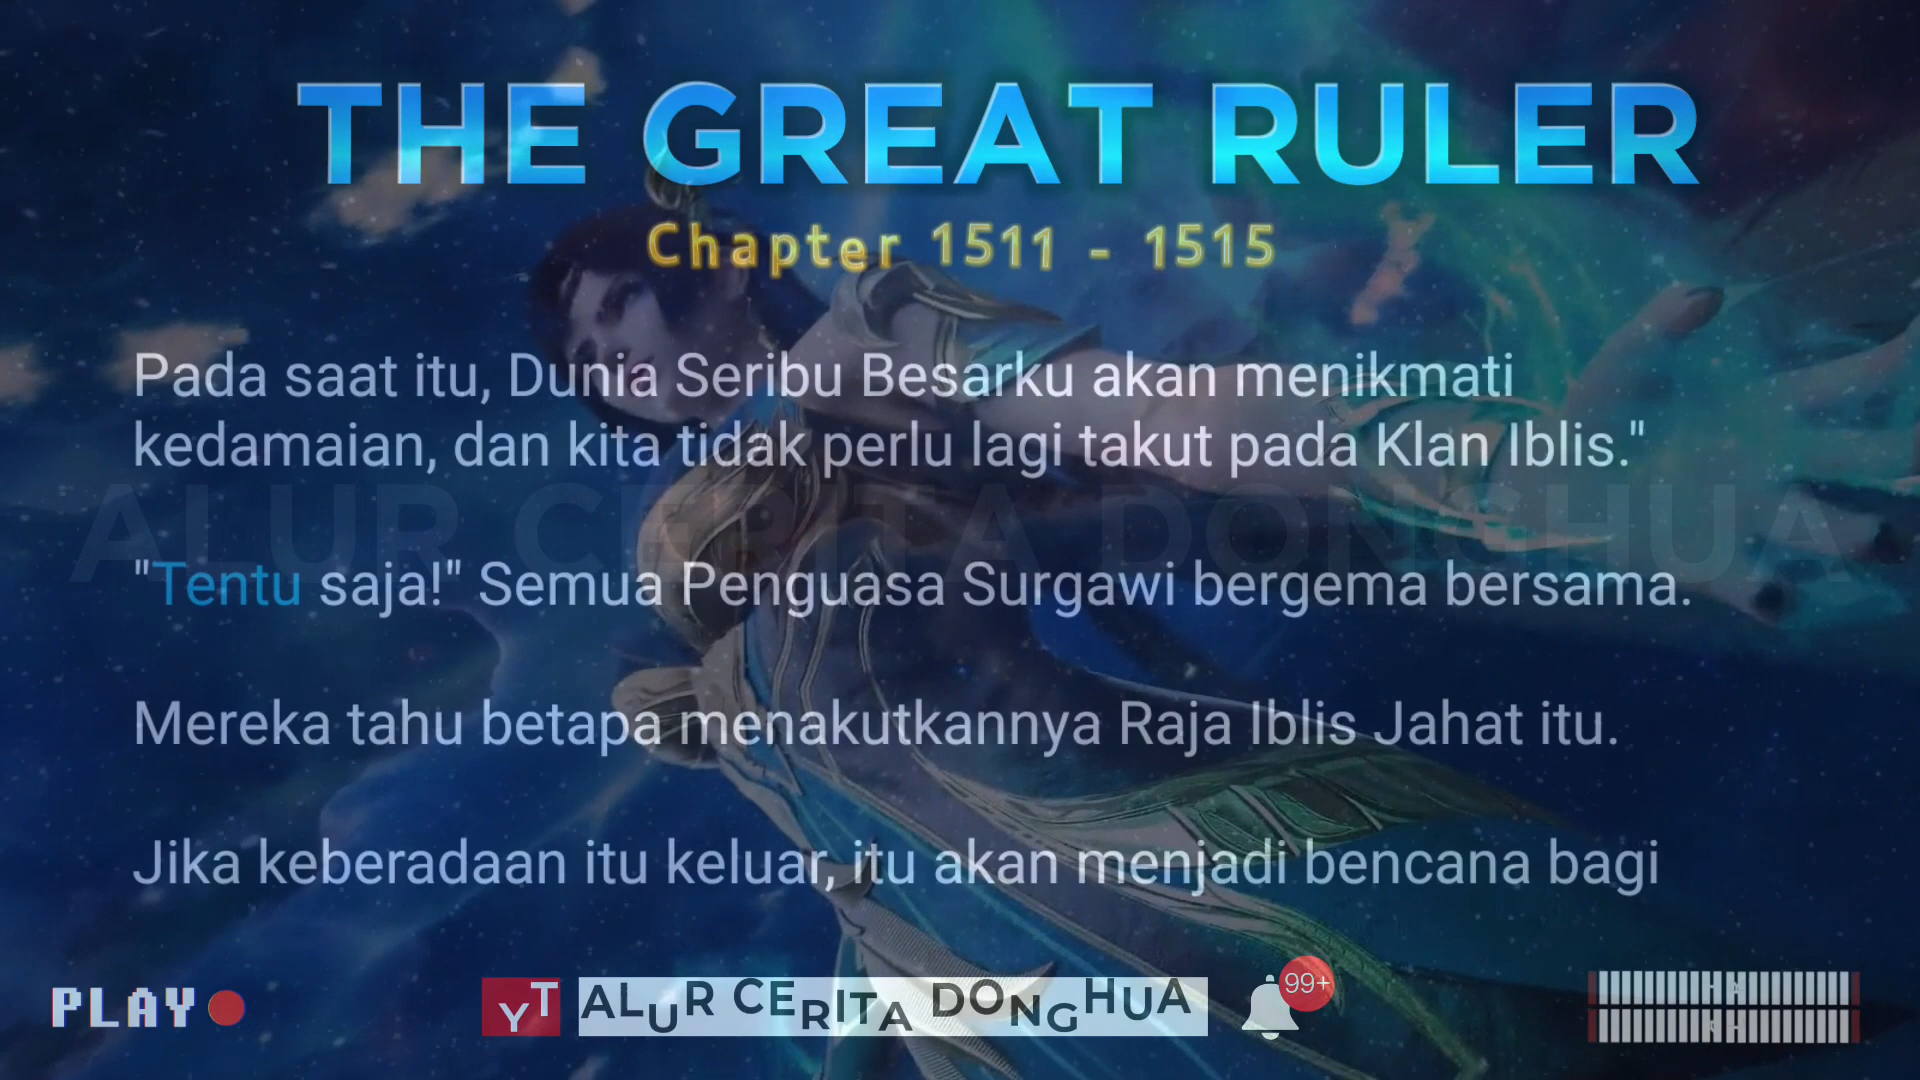 THE GREAT RULER
Chapter 1511 - 1515
Pada saat itu, Dunia Seribu Besarku akan menikmati
kedamaian, dan kita tidak perlu lagi takut pada Klan Iblis."
ALUR CERITA DONGHUA
"Tentu saja!" Semua Penguasa Surgawi bergema bersama.
Mereka tahu betapa menakutkannya Raja Iblis Jahat itu.
Jika keberadaan itu keluar, itu akan menjadi bencana bagi
PLAY
YT ALUR CERITA DONGHUA
99+